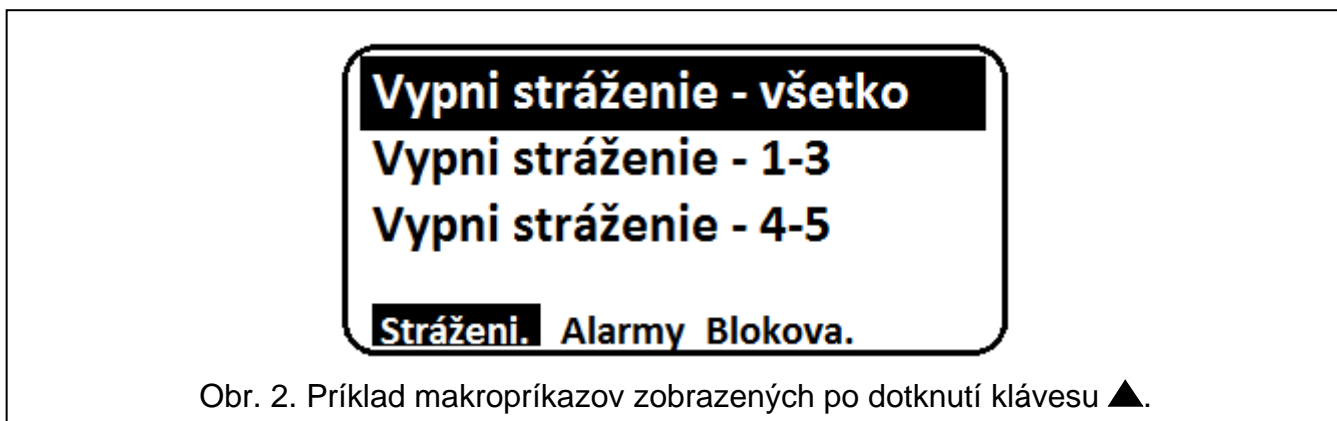 Vypni stráženie - všetko
Vypni stráženie - 1-3
Vypni stráženie - 4-5
Stráženi. Alarmy Blokova.
Obr. 2. Príklad makropríkazov zobrazených po dotknutí klávesu ▲.